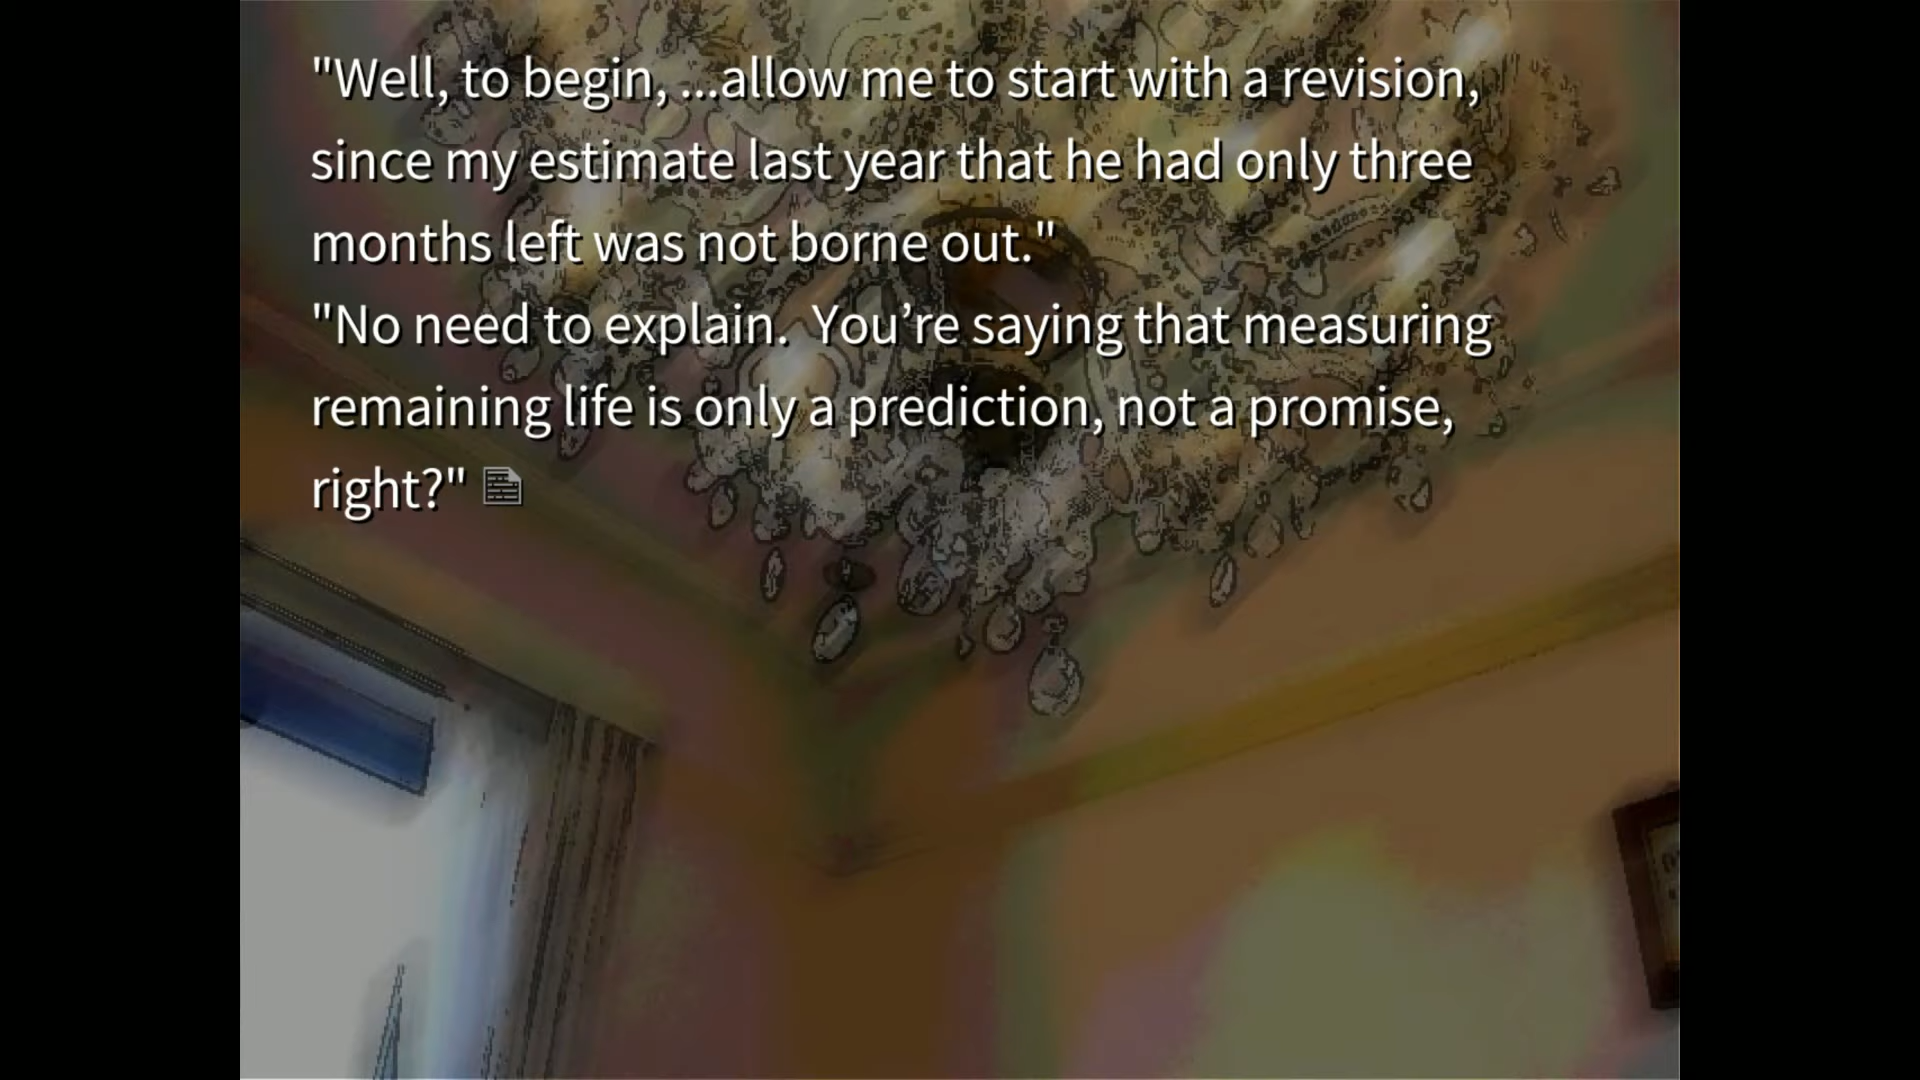 "Well, to begin, ...allow me to start with a revision,
since my estimate last year that he had only three
months left was not borne out."
"No need to explain.  You’re saying that measuring
remaining life is only a prediction, not a promise,
right?"